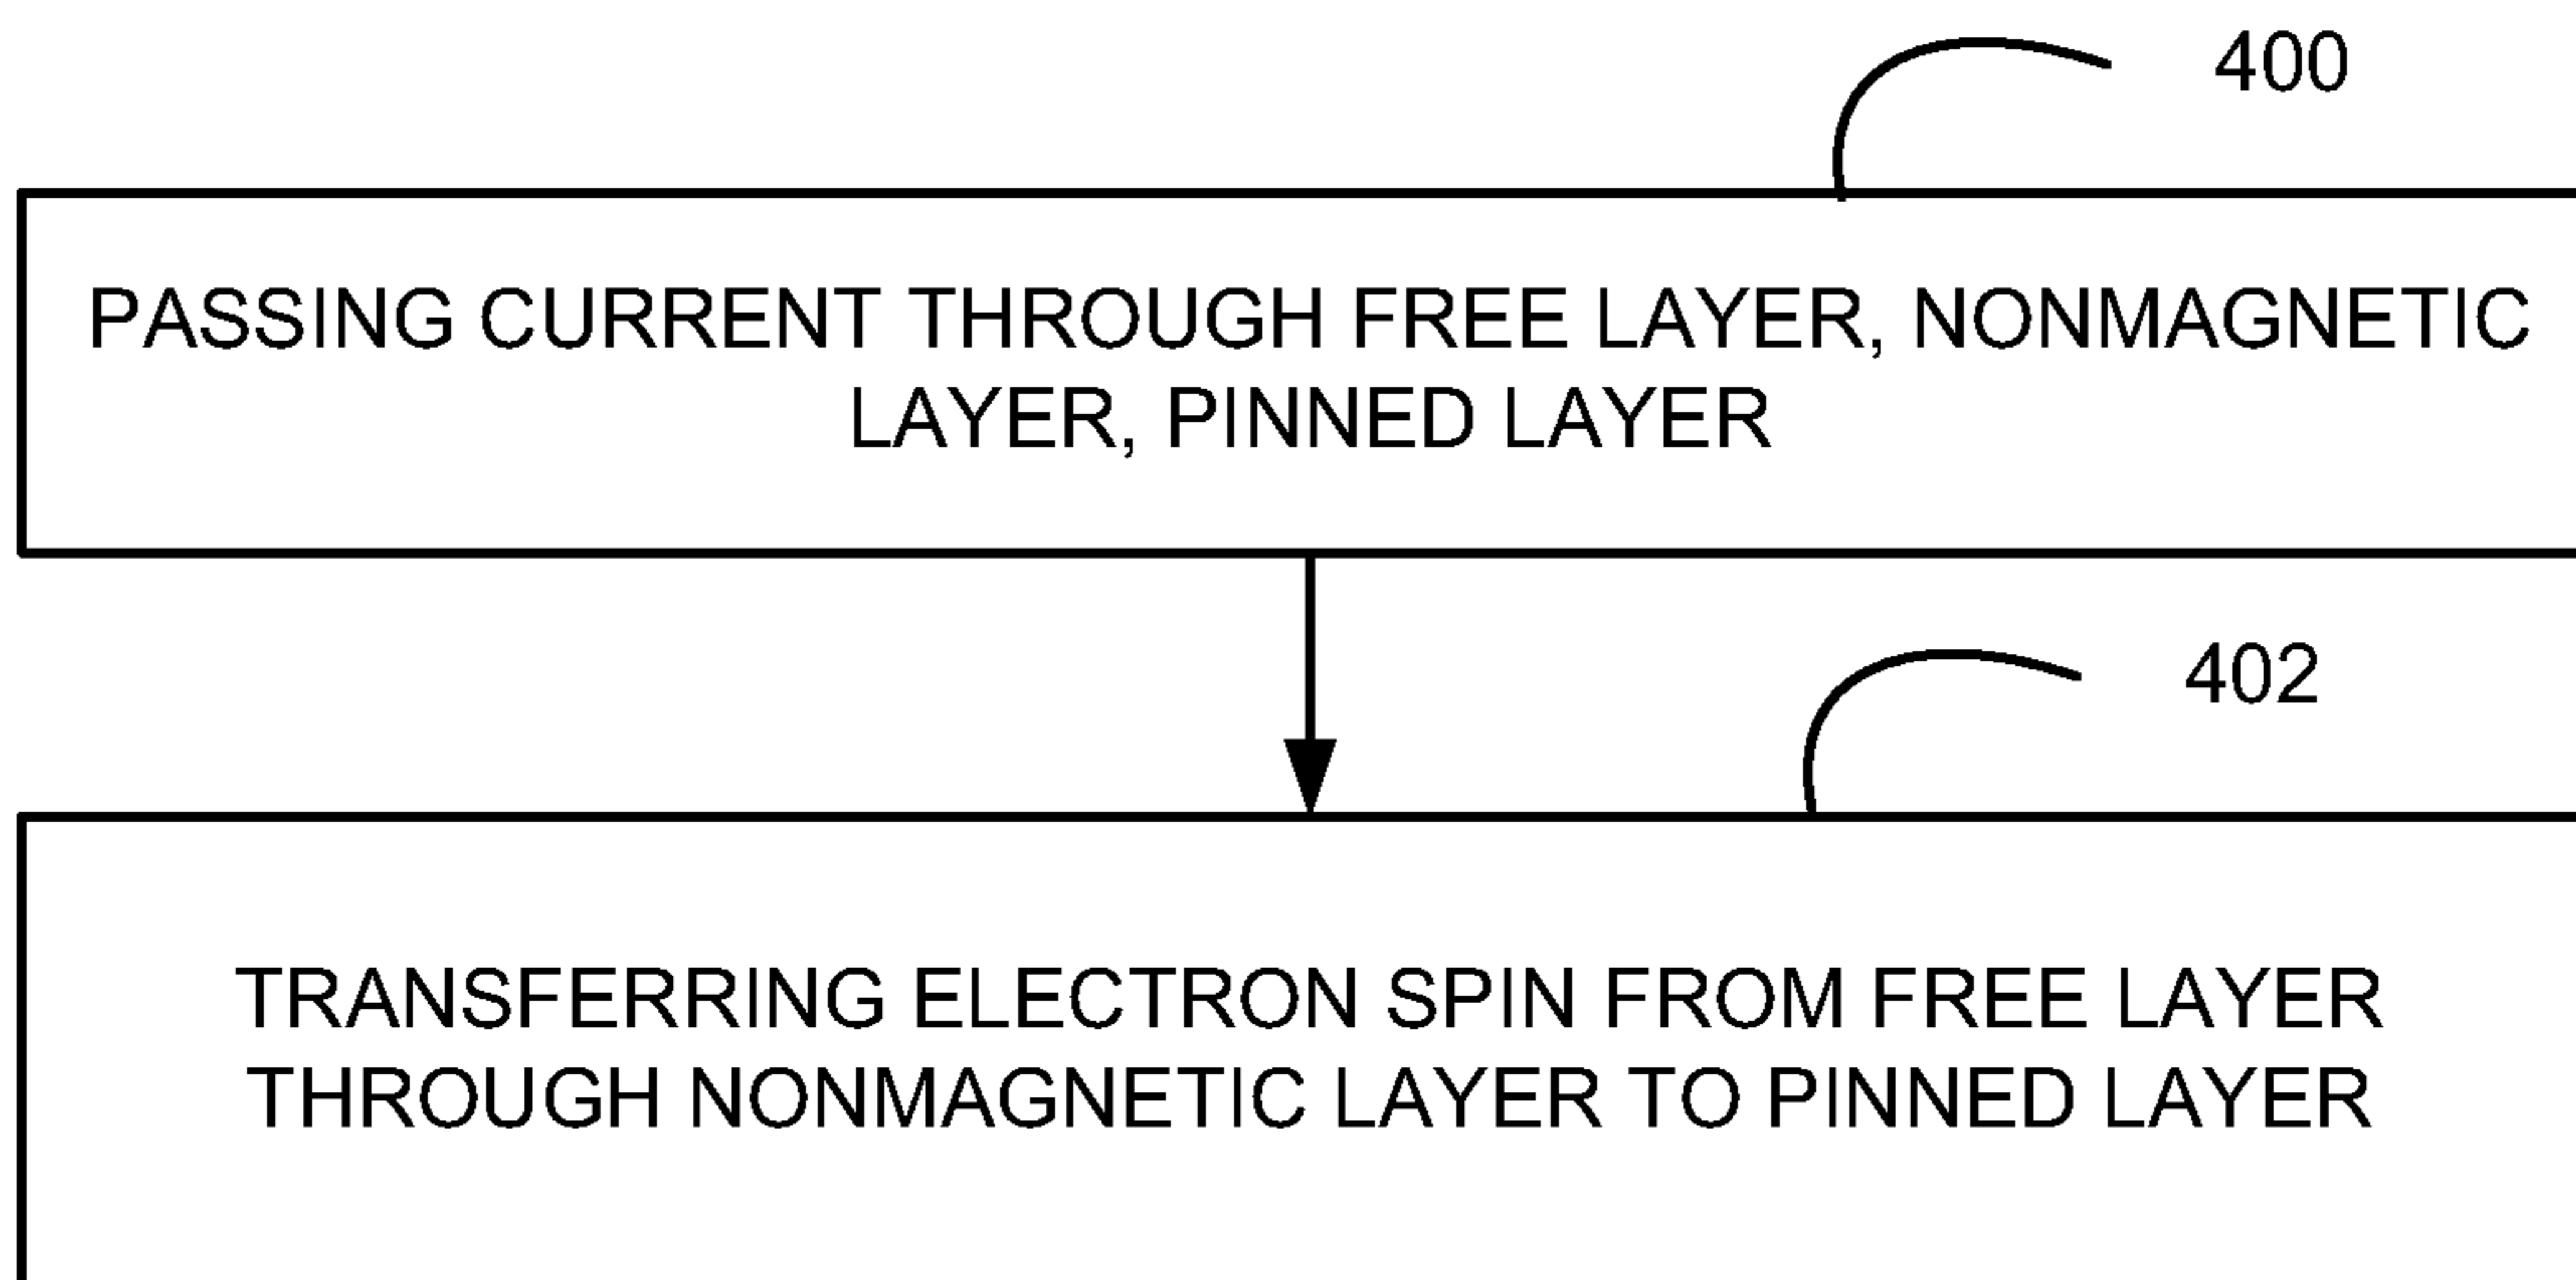 400
PASSING CURRENT THROUGH FREE LAYER, NONMAGNETIC
LAYER, PINNED LAYER
402
TRANSFERRING ELECTRON SPIN FROM FREE LAYER
THROUGH NONMAGNETIC LAYER TO PINNED LAYER